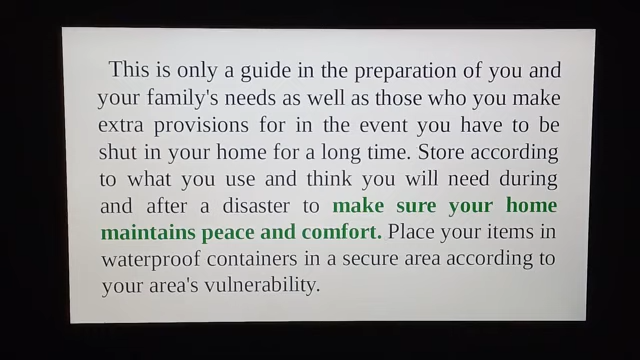 This is only a guide in the preparation of you and
your family's needs as well as those who you make
extra provisions for in the event you have to be
shut in your home for a long time. Store according
to what you use and think you will need during
and after a disaster to make sure your home
maintains peace and comfort. Place your items in
waterproof containers in a secure area according to
your area's vulnerability.